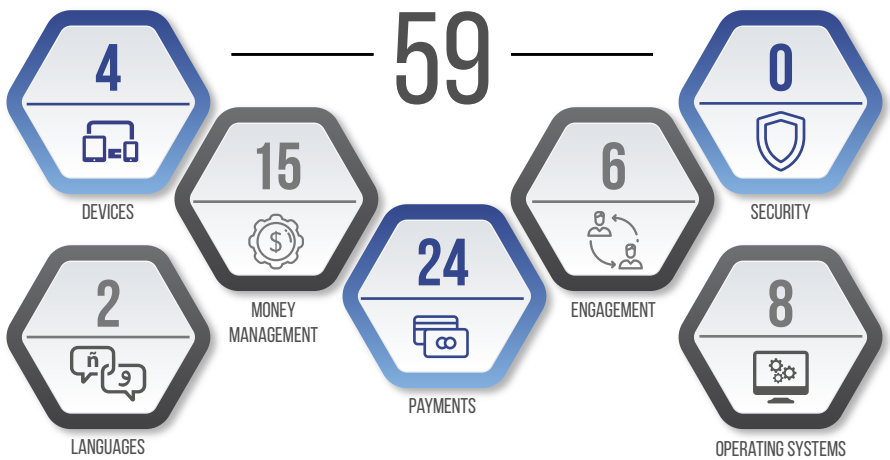 59
4
DEVICES
0
SECURITY
15
MONEY
MANAGEMENT
6
ENGAGEMENT
24
PAYMENTS
2
ñ و
LANGUAGES
8
OPERATING SYSTEMS